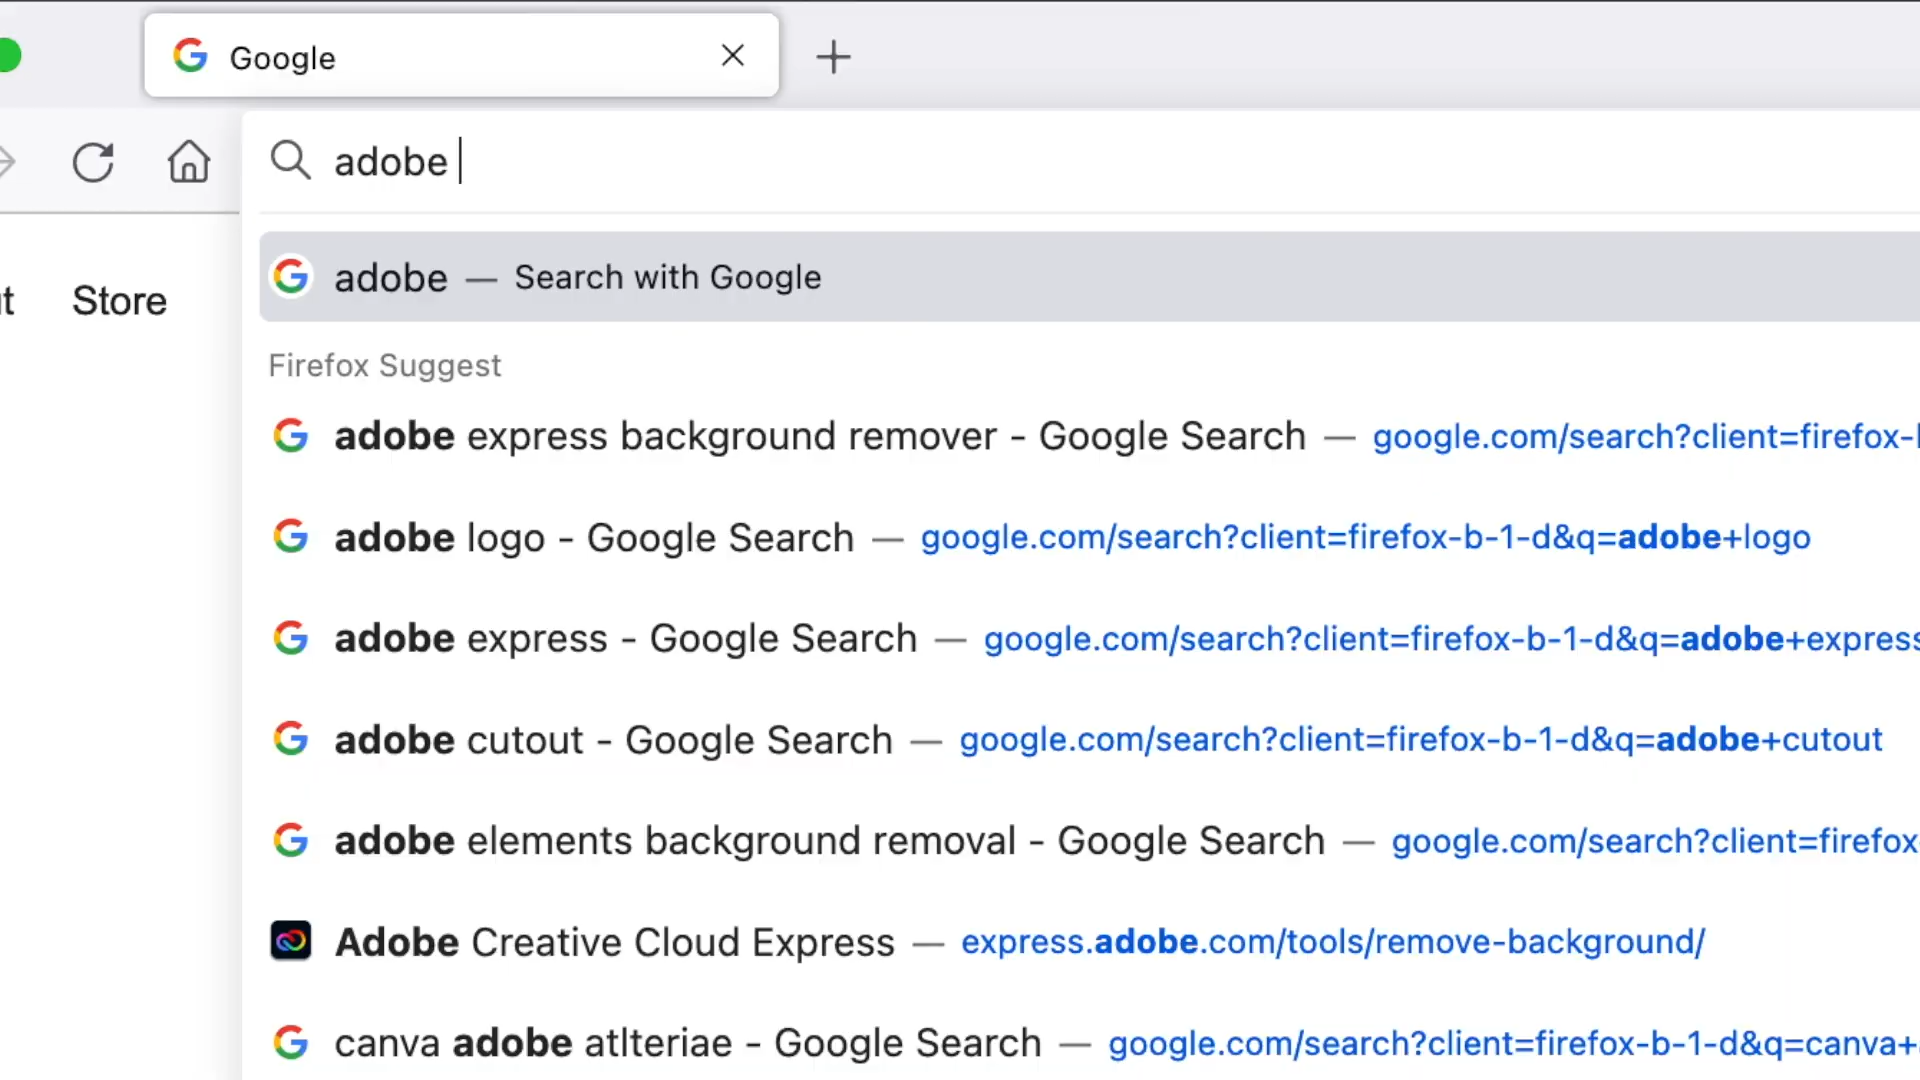 Google
adobe
adobe — Search with Google
t Store
Firefox Suggest
adobe express background remover - Google Search — google.com/search?client=firefox-
adobe logo - Google Search — google.com/search?client=firefox-b-1-d&q=adobe+logo
adobe express - Google Search — google.com/search?client=firefox-b-1-d&q=adobe+express
adobe cutout - Google Search — google.com/search?client=firefox-b-1-d&q=adobe+cutout
adobe elements background removal - Google Search — google.com/search?client=firefox-
Adobe Creative Cloud Express — express.adobe.com/tools/remove-background/
canva adobe atlteriae - Google Search — google.com/search?client=firefox-b-1-d&q=canva+